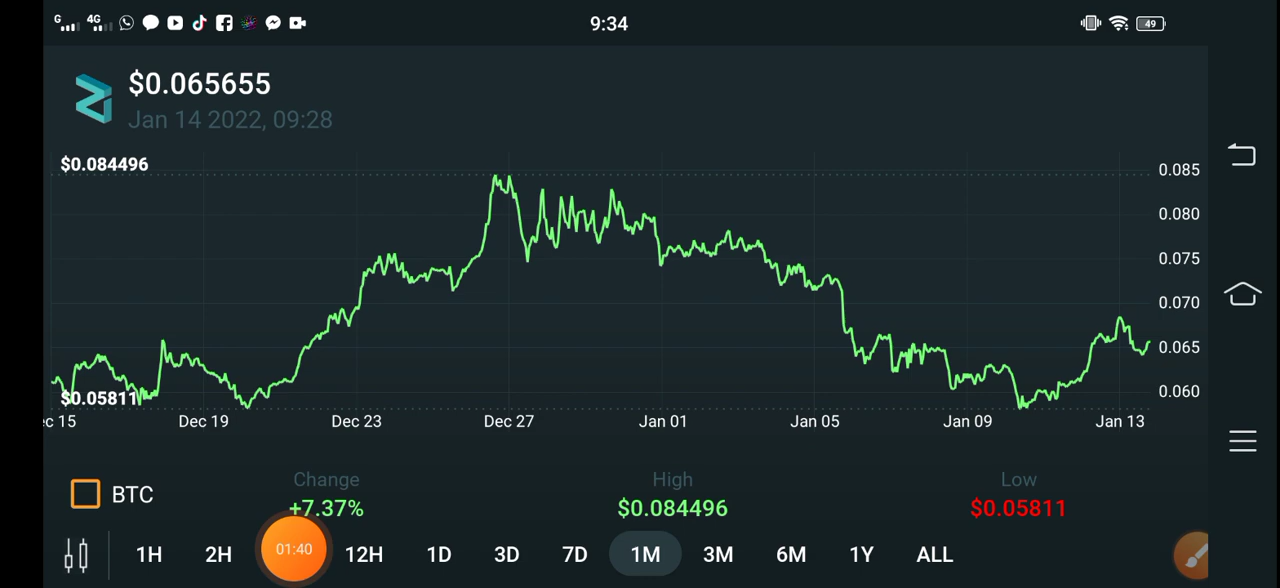 G 4G 9:34 49
$0.065655
Jan 14 2022, 09:28
$0.084496
0.085
0.080
0.075
0.070
0.065
0.060
$0.05811
c 15 Dec 19 Dec 23 Dec 27 Jan 01 Jan 05 Jan 09 Jan 13
BTC
Change High Low
+7.37% $0.084496 $0.05811
1H 2H 01:40 12H 1D 3D 7D 1M 3M 6M 1Y ALL